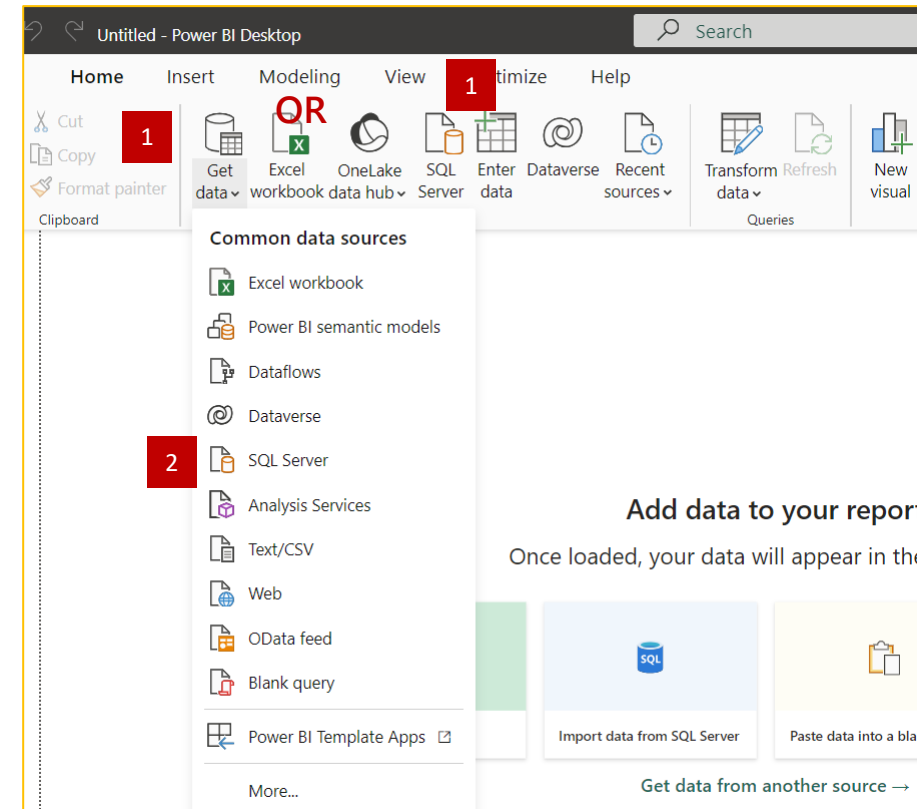 Untitled - Power BI Desktop
Search
Home Insert Modeling View 1 timize Help
OR
Cut
1
Copy
Format painter
Clipboard
Get data
Excel workbook
OneLake data hub
SQL Server
Enter data
Dataverse
Recent sources
Transform data
Refresh
Queries
New visual
Common data sources
Excel workbook
Power BI semantic models
Dataflows
Dataverse
2 SQL Server
Analysis Services
Text/CSV
Web
OData feed
Blank query
Power BI Template Apps
More...
Add data to your report
Once loaded, your data will appear in the
SQL
Import data from SQL Server
Paste data into a bla
Get data from another source →